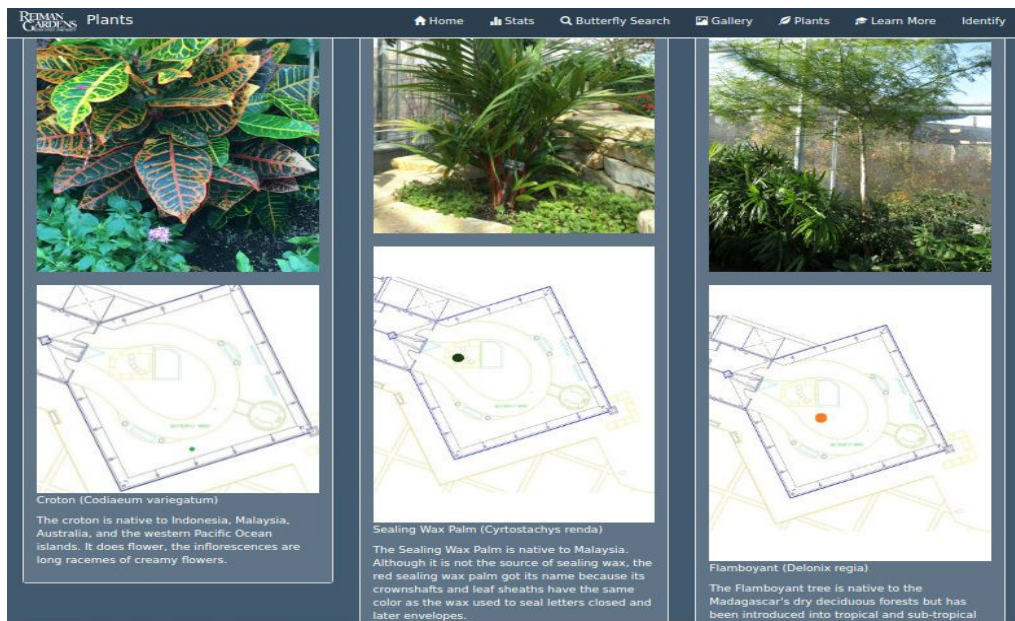 REIMAN
GARDENS
Plants
Home
Stats
Butterfly Search
Gallery
Plants
Learn More
Identify
Croton (Codiaeum variegatum)
The croton is native to Indonesia, Malaysia,
Australia, and the western Pacific Ocean
islands. It does flower, the inflorescences are
long racemes of creamy flowers.
Sealing Wax Palm (Cyrtostachys renda)
The Sealing Wax Palm is native to Malaysia.
Although it is not the source of sealing wax, the
red sealing wax palm got its name because its
crownshafts and leaf sheaths have the same
color as the wax used to seal letters closed and
later envelopes.
Flamboyant (Delonix regia)
The Flamboyant tree is native to the
Madagascar's dry deciduous forests but has
been introduced into tropical and sub-tropical